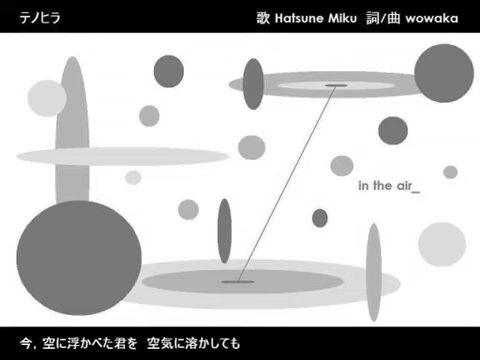 テノヒラ 歌 Hatsune Miku 詞/曲 wowaka
in the air_
今, 空に浮かべた君を 空気に溶かしても